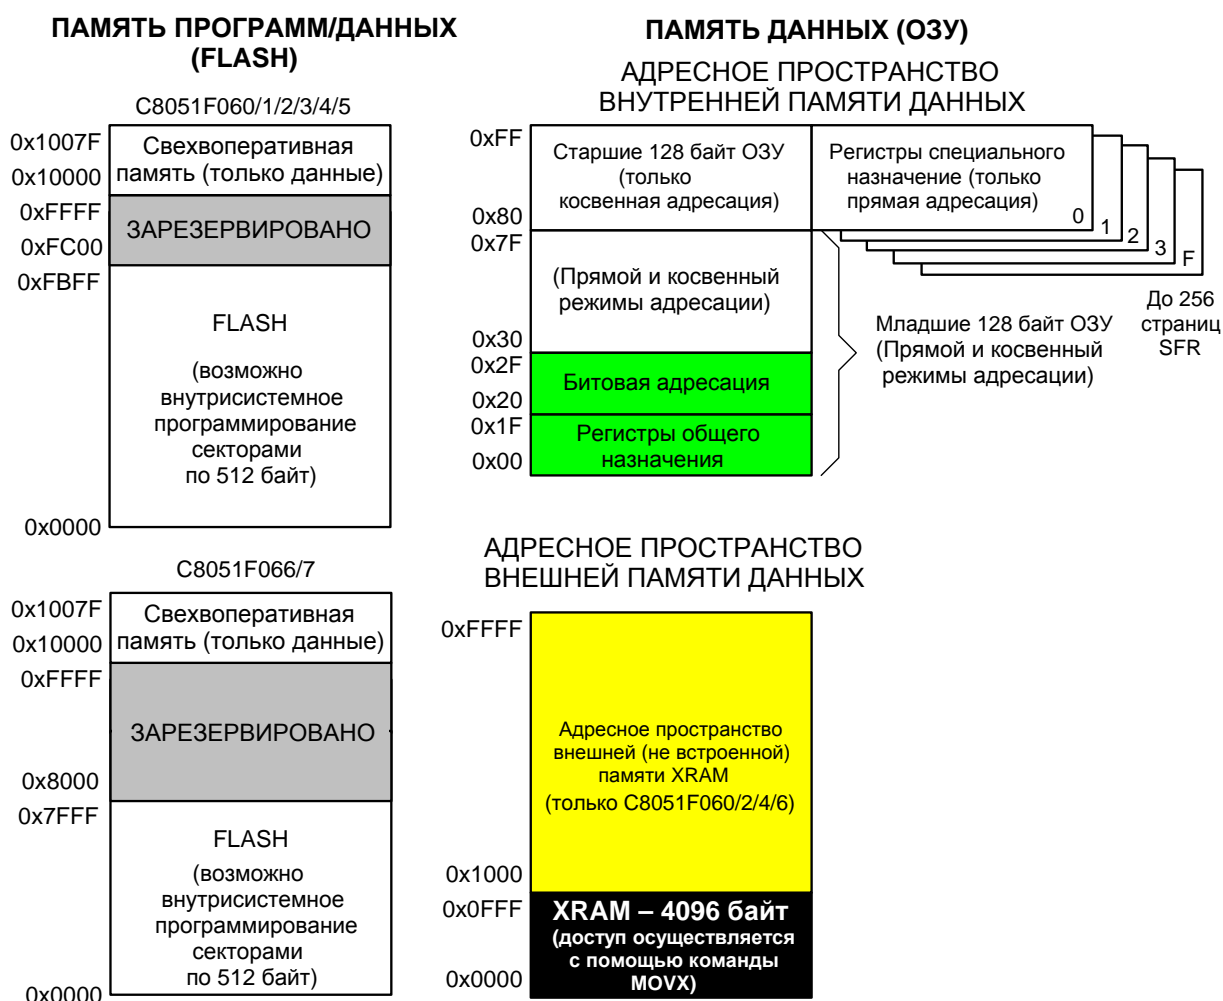 ПАМЯТЬ ПРОГРАММ/ДАННЫХ
(FLASH)
C8051F060/1/2/3/4/5
0x1007F
0x10000
Свехвоперативная
память (только данные)
0xFFFF
0xFC00
ЗАРЕЗЕРВИРОВАНО
0xFBFF
FLASH
(возможно
внутрисистемное
программирование
секторами
по 512 байт)
0x0000
C8051F066/7
0x1007F
0x10000
Свехвоперативная
память (только данные)
0xFFFF
ЗАРЕЗЕРВИРОВАНО
0x8000
0x7FFF
FLASH
(возможно
внутрисистемное
программирование
секторами
по 512 байт)
0x0000
ПАМЯТЬ ДАННЫХ (ОЗУ)
АДРЕСНОЕ ПРОСТРАНСТВО
ВНУТРЕННЕЙ ПАМЯТИ ДАННЫХ
0xFF
Старшие 128 байт ОЗУ
(только
косвенная адресация)
0x80
Регистры специального
назначение (только
прямая адресация)
0
1
2
3
F
До 256
страниц
SFR
0x7F
(Прямой и косвенный
режимы адресации)
0x30
0x2F
Битовая адресация
0x20
0x1F
Регистры общего
назначения
0x00
Младшие 128 байт ОЗУ
(Прямой и косвенный
режимы адресации)
АДРЕСНОЕ ПРОСТРАНСТВО
ВНЕШНЕЙ ПАМЯТИ ДАННЫХ
0xFFFF
Адресное пространство
внешней (не встроенной)
памяти XRAM
(только C8051F060/2/4/6)
0x1000
0x0FFF
XRAM – 4096 байт
(доступ осуществляется
с помощью команды
MOVX)
0x0000